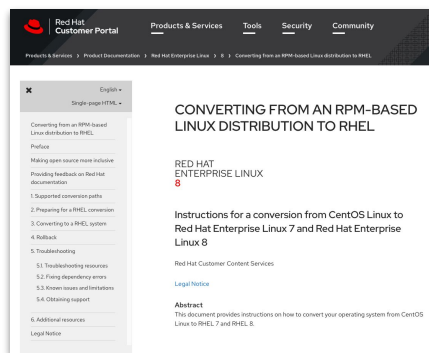 Red Hat
Customer Portal
Products & Services
Tools
Security
Community
Products & Services > Product Documentation > Red Hat Enterprise Linux > 8 > Converting from an RPM-based Linux distribution to RHEL
English
Single-page HTML
Converting from an RPM-based
Linux distribution to RHEL
Preface
Making open source more inclusive
Providing feedback on Red Hat
documentation
1. Supported conversion paths
2. Preparing for a RHEL conversion
3. Converting to a RHEL system
4. Rollback
5. Troubleshooting
5.1. Troubleshooting resources
5.2. Fixing dependency errors
5.3. Known issues and limitations
5.4. Obtaining support
6. Additional resources
Legal Notice
CONVERTING FROM AN RPM-BASED
LINUX DISTRIBUTION TO RHEL
RED HAT
ENTERPRISE LINUX
8
Instructions for a conversion from CentOS Linux to
Red Hat Enterprise Linux 7 and Red Hat Enterprise
Linux 8
Red Hat Customer Content Services
Legal Notice
Abstract
This document provides instructions on how to convert your operating system from CentOS
Linux to RHEL 7 and RHEL 8.